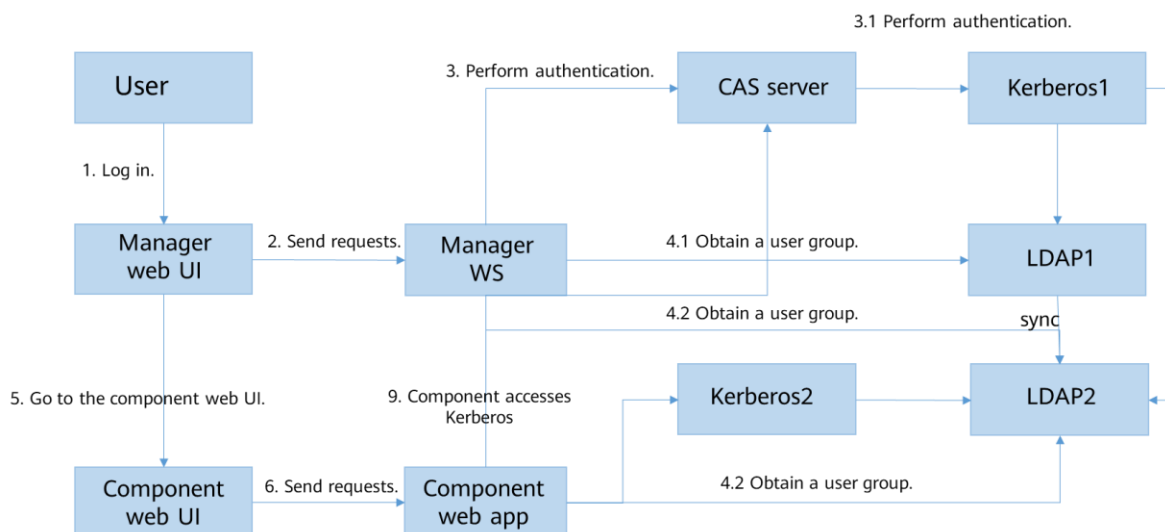 3.1 Perform authentication.
User
3. Perform authentication.
CAS server
Kerberos1
1. Log in.
Manager
web UI
2. Send requests.
Manager
WS
4.1 Obtain a user group.
LDAP1
4.2 Obtain a user group.
sync
5. Go to the component web UI.
9. Component accesses
Kerberos
Kerberos2
LDAP2
Component
web UI
6. Send requests.
Component
web app
4.2 Obtain a user group.